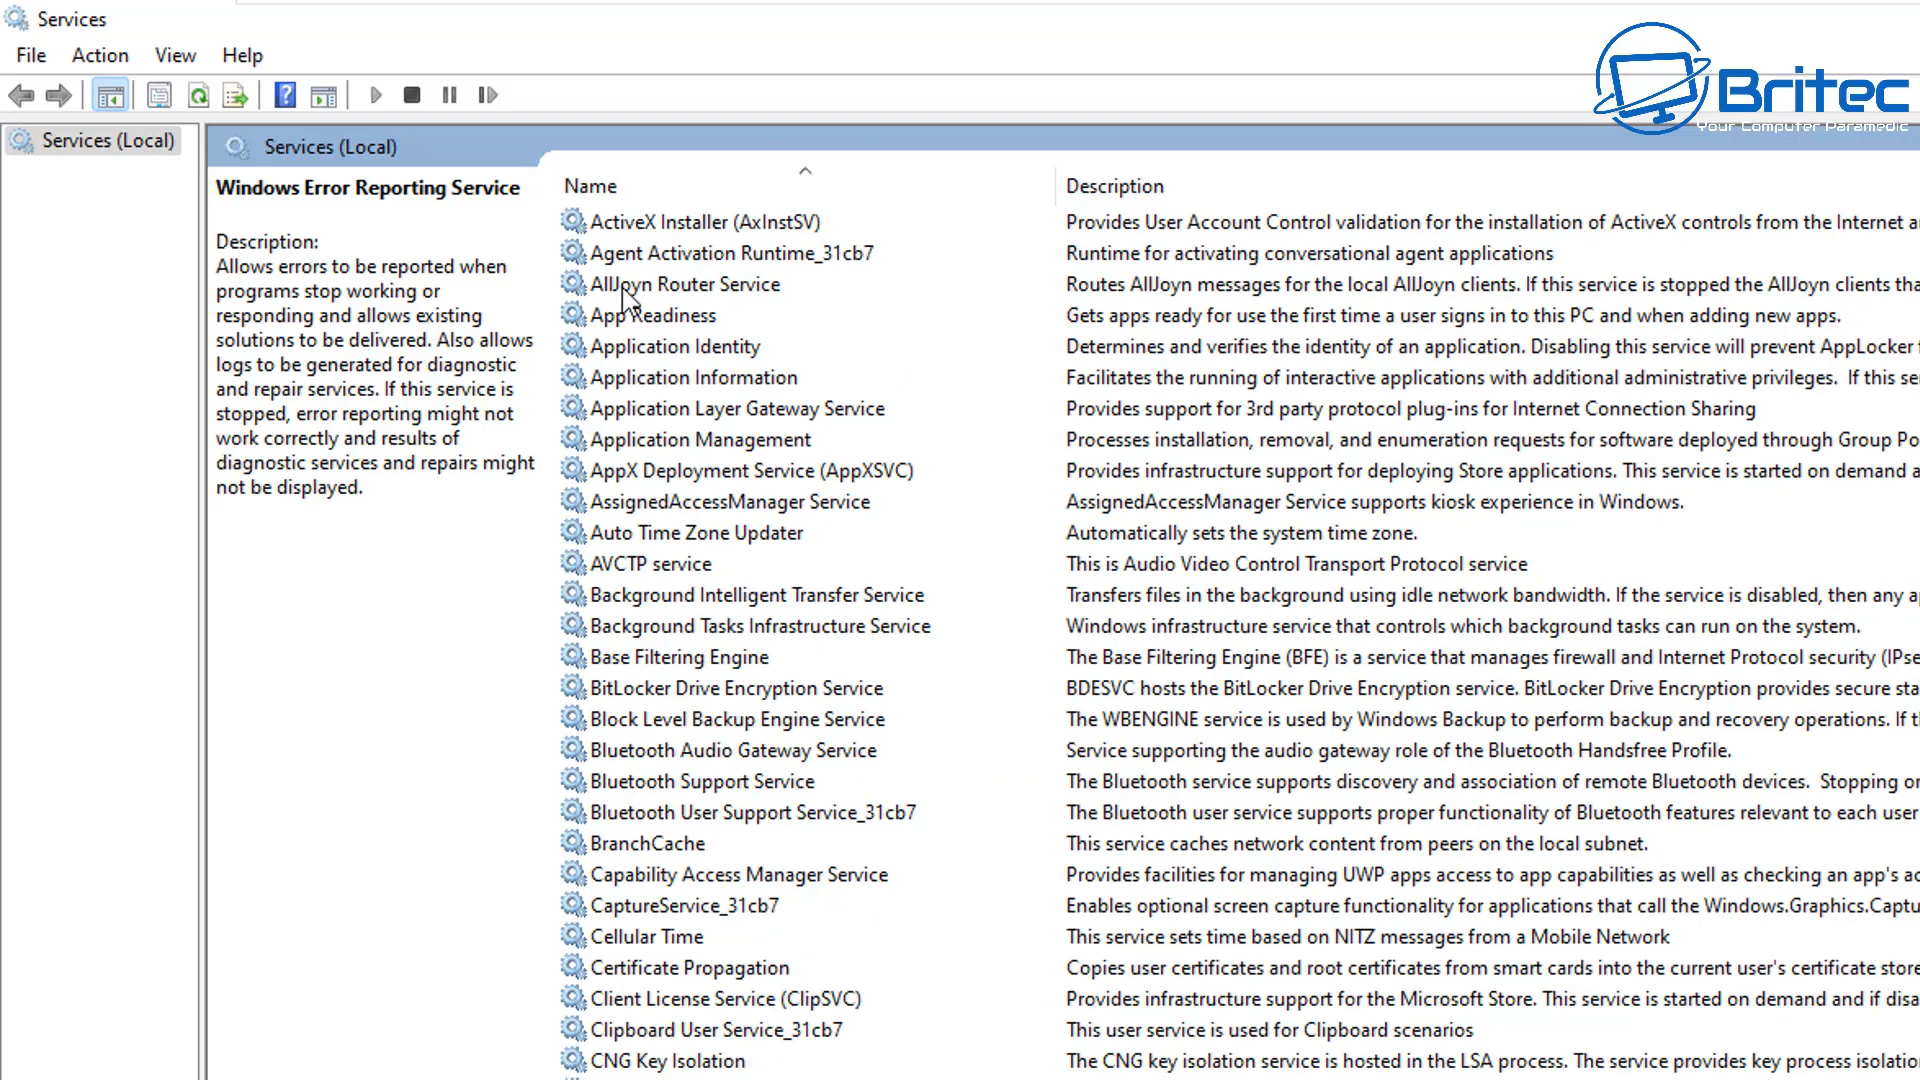 Services
File Action View Help
Britec
Your Computer Paramedic
Services (Local)
Services (Local)
Windows Error Reporting Service
Description:
Allows errors to be reported when
programs stop working or
responding and allows existing
solutions to be delivered. Also allows
logs to be generated for diagnostic
and repair services. If this service is
stopped, error reporting might not
work correctly and results of
diagnostic services and repairs might
not be displayed.
Name Description
ActiveX Installer (AxInstSV) Provides User Account Control validation for the installation of ActiveX controls from the Internet
Agent Activation Runtime_31cb7 Runtime for activating conversational agent applications
AllJoyn Router Service Routes AllJoyn messages for the local AllJoyn clients. If this service is stopped the AllJoyn clients
App Readiness Gets apps ready for use the first time a user signs in to this PC and when adding new apps.
Application Identity Determines and verifies the identity of an application. Disabling this service will prevent AppLocker
Application Information Facilitates the running of interactive applications with additional administrative privileges. If this
Application Layer Gateway Service Provides support for 3rd party protocol plug-ins for Internet Connection Sharing
Application Management Processes installation, removal, and enumeration requests for software deployed through Group
AppX Deployment Service (AppXSVC) Provides infrastructure support for deploying Store applications. This service is started on demand
AssignedAccessManager Service AssignedAccessManager Service supports kiosk experience in Windows.
Auto Time Zone Updater Automatically sets the system time zone.
AVCTP service This is Audio Video Control Transport Protocol service
Background Intelligent Transfer Service Transfers files in the background using idle network bandwidth. If the service is disabled, then any
Background Tasks Infrastructure Service Windows infrastructure service that controls which background tasks can run on the system.
Base Filtering Engine The Base Filtering Engine (BFE) is a service that manages firewall and Internet Protocol security
BitLocker Drive Encryption Service BDESVC hosts the BitLocker Drive Encryption service. BitLocker Drive Encryption provides secure
Block Level Backup Engine Service The WBENGINE service is used by Windows Backup to perform backup and recovery operations. If
Bluetooth Audio Gateway Service Service supporting the audio gateway role of the Bluetooth Handsfree Profile.
Bluetooth Support Service The Bluetooth service supports discovery and association of remote Bluetooth devices. Stopping
Bluetooth User Support Service_31cb7 The Bluetooth user service supports proper functionality of Bluetooth features relevant to each user
BranchCache This service caches network content from peers on the local subnet.
Capability Access Manager Service Provides facilities for managing UWP apps access to app capabilities as well as checking an app's
CaptureService_31cb7 Enables optional screen capture functionality for applications that call the
Cellular Time This service sets time based on NITZ messages from a Mobile Network
Certificate Propagation Copies user certificates and root certificates from smart cards into the current user's certificate
Client License Service (ClipSVC) Provides infrastructure support for the Microsoft Store. This service is started on demand and if
Clipboard User Service_31cb7 This user service is used for Clipboard scenarios
CNG Key Isolation The CNG key isolation service is hosted in the LSA process. The service provides key process